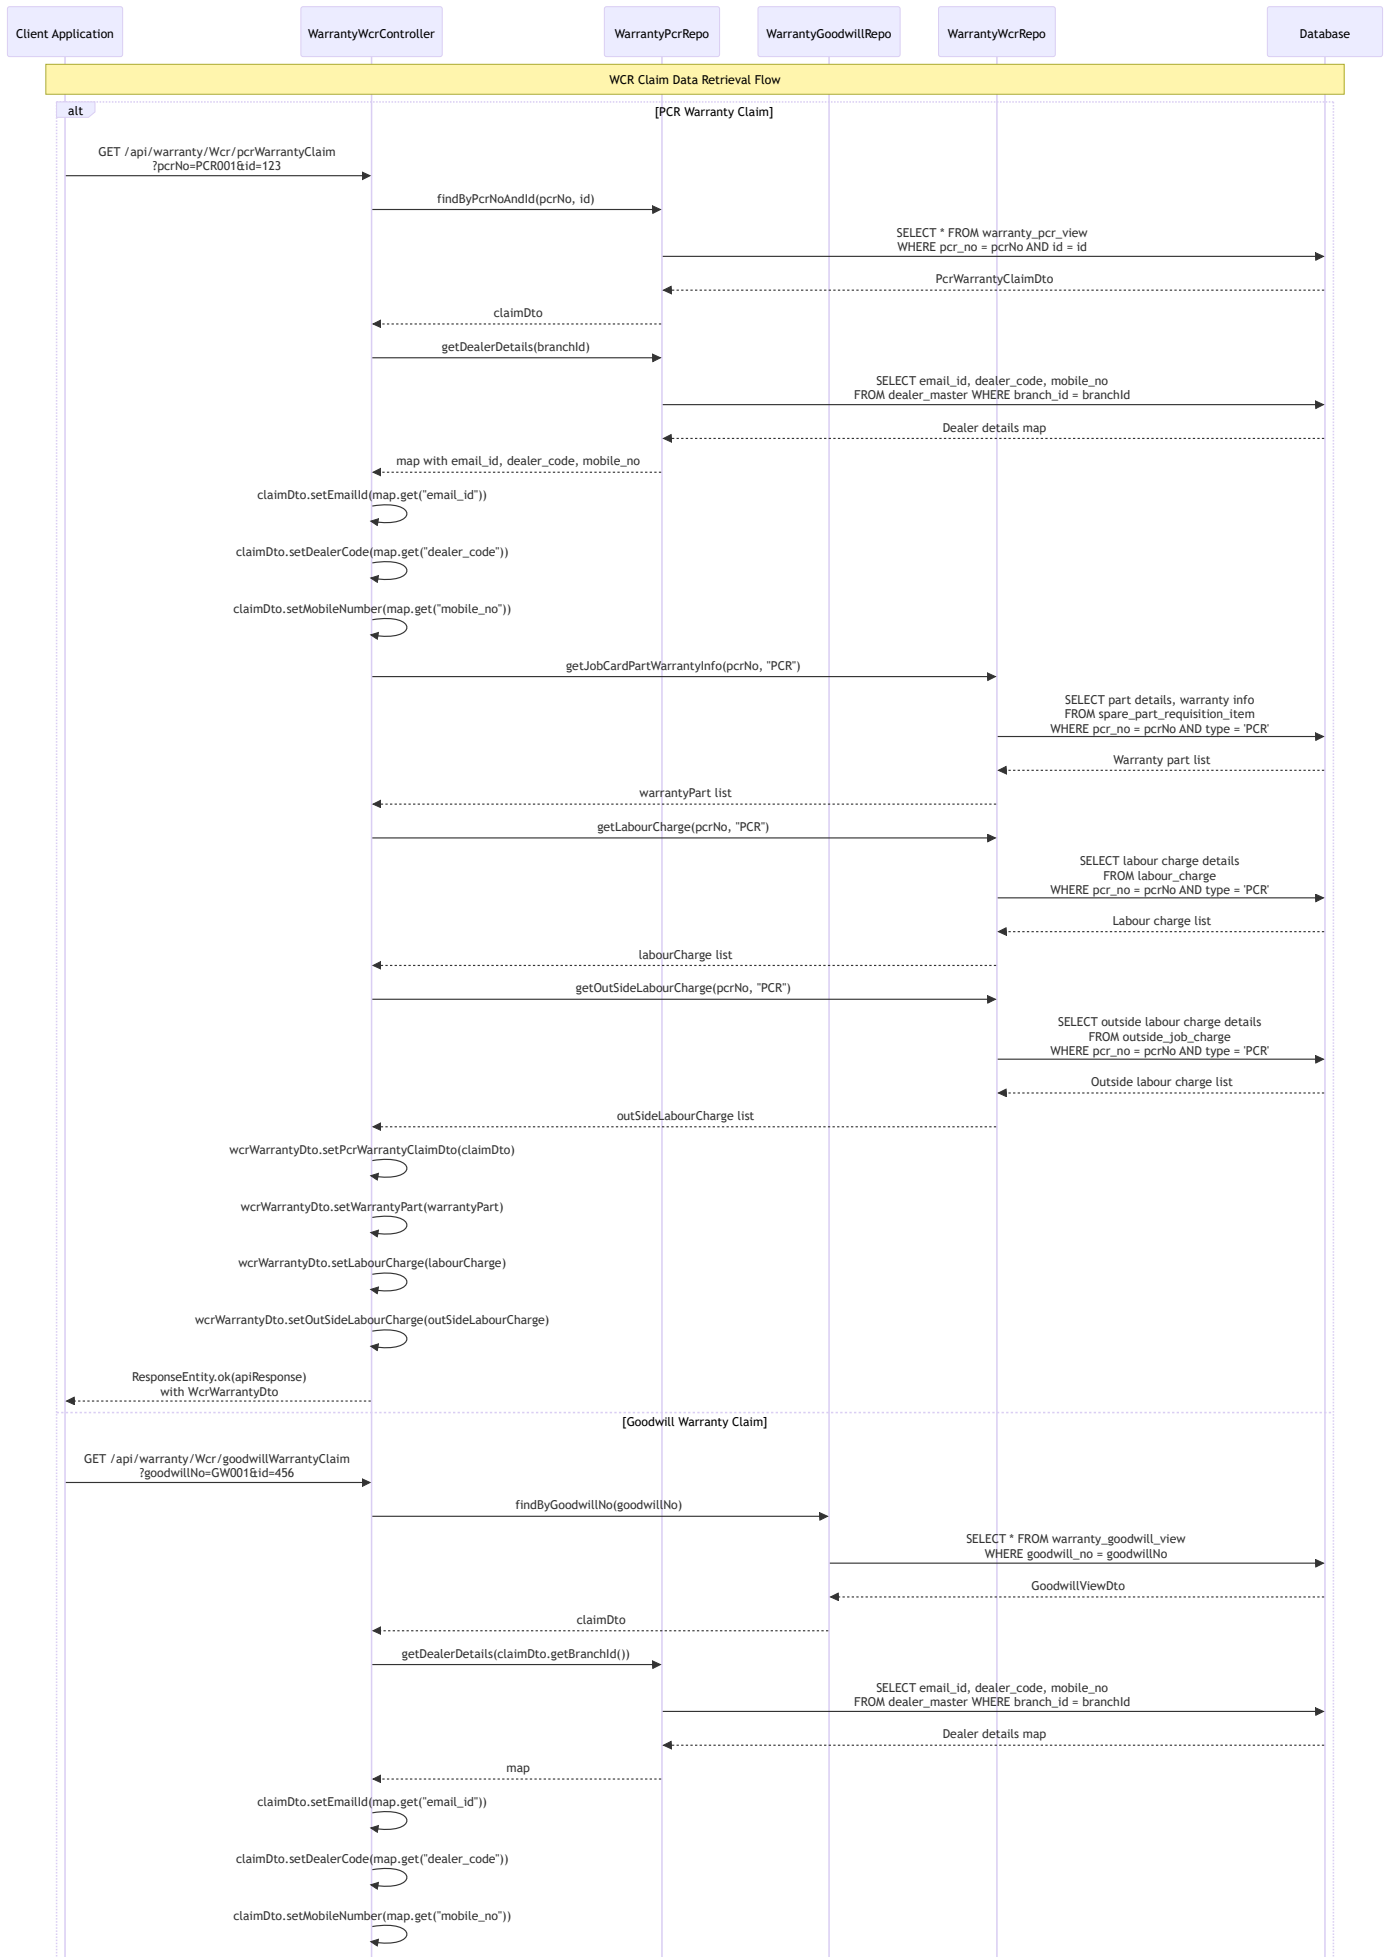 Client Application
WarrantyWcrController
WarrantyPcrRepo
WarrantyGoodwillRepo
WarrantyWcrRepo
Database
WCR Claim Data Retrieval Flow
alt
[PCR Warranty Claim]
GET /api/warranty/Wcr/pcrWarrantyClaim
?pcrNo=PCR001&id=123
findByPcrNoAndId(pcrNo, id)
SELECT * FROM warranty_pcr_view
WHERE pcr_no = pcrNo AND id = id
PcrWarrantyClaimDto
claimDto
getDealerDetails(branchId)
SELECT email_id, dealer_code, mobile_no
FROM dealer_master WHERE branch_id = branchId
Dealer details map
map with email_id, dealer_code, mobile_no
claimDto.setEmailId(map.get("email_id"))
claimDto.setDealerCode(map.get("dealer_code"))
claimDto.setMobileNumber(map.get("mobile_no"))
getJobCardPartWarrantyInfo(pcrNo, "PCR")
SELECT part details, warranty info
FROM spare_part_requisition_item
WHERE pcr_no = pcrNo AND type = 'PCR'
Warranty part list
warrantyPart list
getLabourCharge(pcrNo, "PCR")
SELECT labour charge details
FROM labour_charge
WHERE pcr_no = pcrNo AND type = 'PCR'
Labour charge list
labourCharge list
getOutSideLabourCharge(pcrNo, "PCR")
SELECT outside labour charge details
FROM outside_job_charge
WHERE pcr_no = pcrNo AND type = 'PCR'
Outside labour charge list
outSideLabourCharge list
wcrWarrantyDto.setPcrWarrantyClaimDto(claimDto)
wcrWarrantyDto.setWarrantyPart(warrantyPart)
wcrWarrantyDto.setLabourCharge(labourCharge)
wcrWarrantyDto.setOutSideLabourCharge(outSideLabourCharge)
ResponseEntity.ok(apiResponse)
with WcrWarrantyDto
[Goodwill Warranty Claim]
GET /api/warranty/Wcr/goodwillWarrantyClaim
?goodwillNo=GW001&id=456
findByGoodwillNo(goodwillNo)
SELECT * FROM warranty_goodwill_view
WHERE goodwill_no = goodwillNo
GoodwillViewDto
claimDto
getDealerDetails(claimDto.getBranchId())
SELECT email_id, dealer_code, mobile_no
FROM dealer_master WHERE branch_id = branchId
Dealer details map
map
claimDto.setEmailId(map.get("email_id"))
claimDto.setDealerCode(map.get("dealer_code"))
claimDto.setMobileNumber(map.get("mobile_no"))